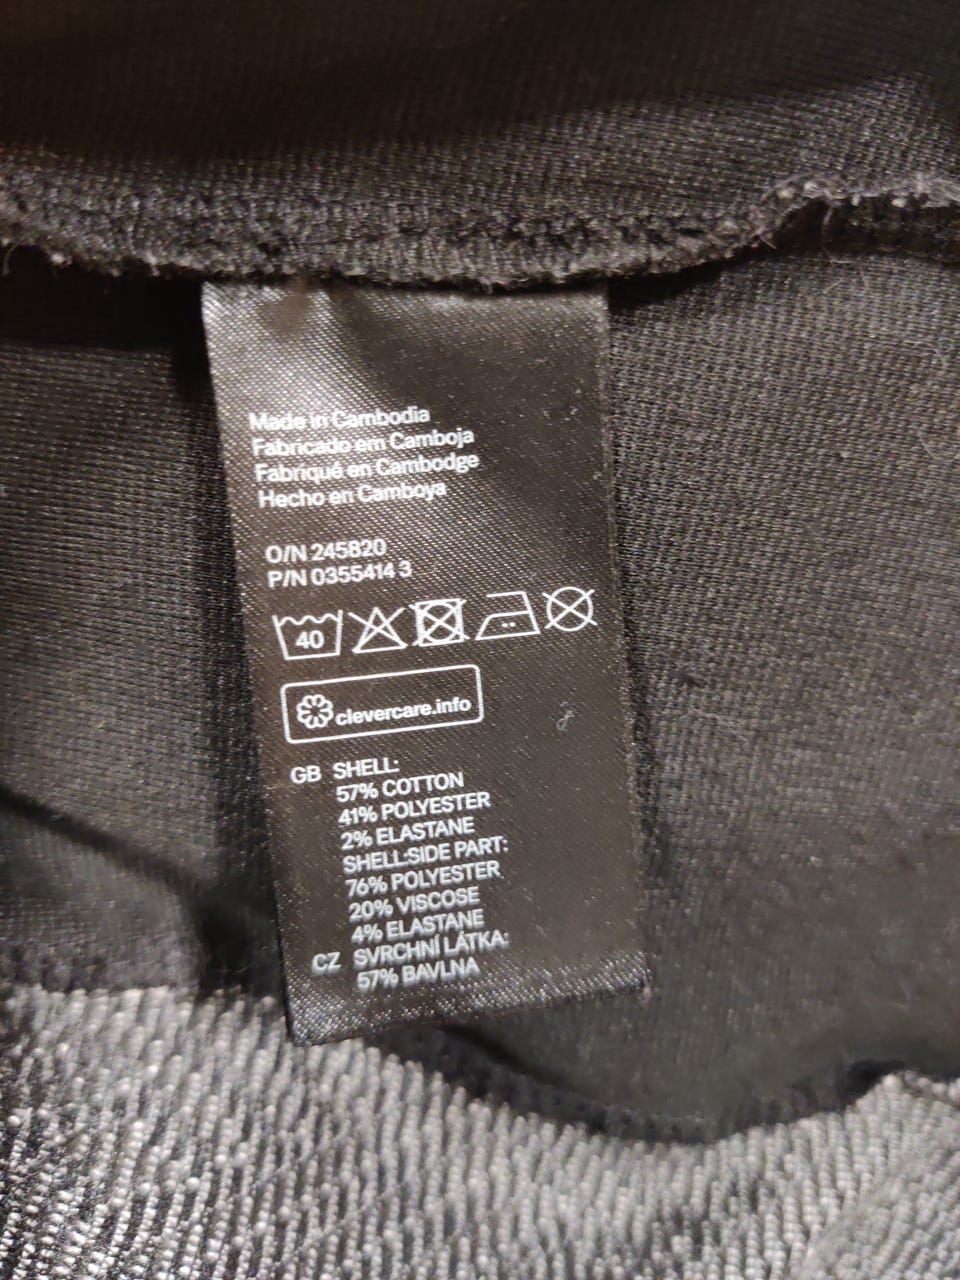 Made in Cambodia
Fabricado em Camboja
Fabriqué en Cambodge
Hecho en Camboya
O/N 245820
P/N 0355414 3
40
clevercare.info
GB SHELL:
57% COTTON
41% POLYESTER
2% ELASTANE
SHELL:SIDE PART:
76% POLYESTER
20% VISCOSE
4% ELASTANE
CZ SVRCHNÍ LÁTKA:
57% BAVLNA